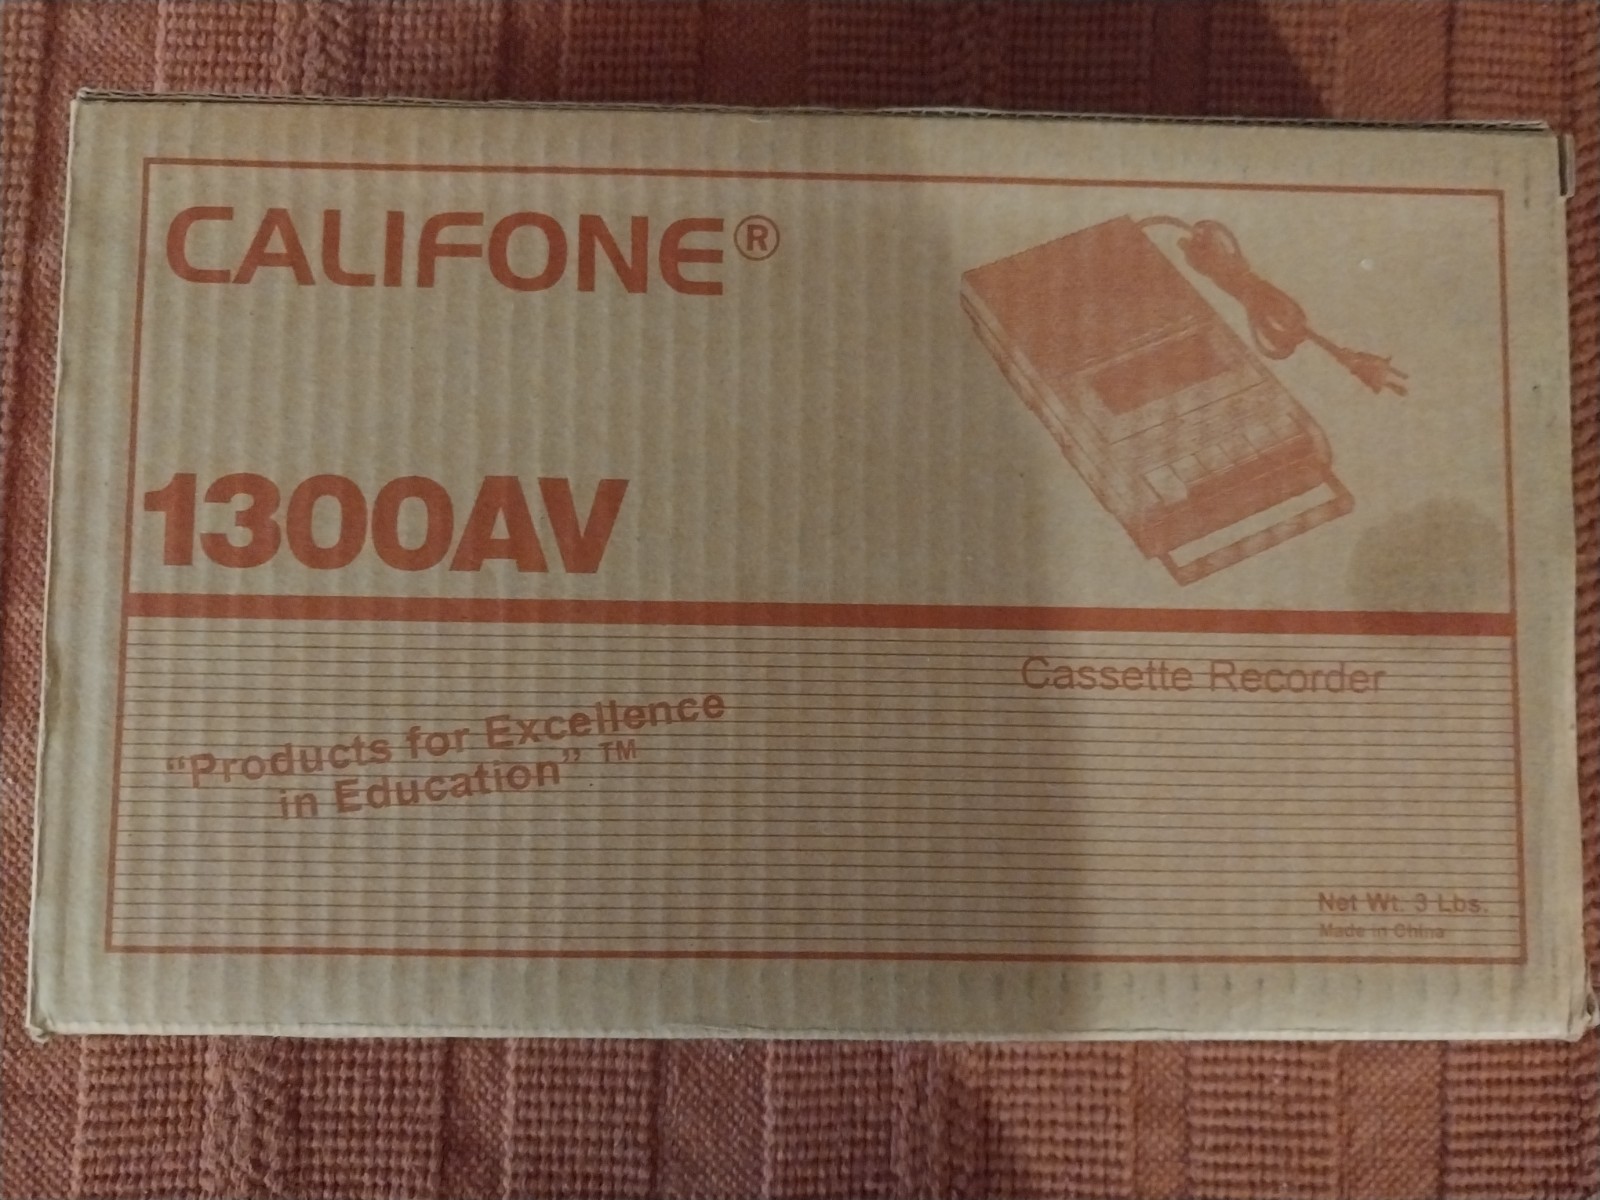 CALIFONE®
1300AV
Cassette Recorder
“Products for Excellence
in Education” ™
Net Wt. 3 Lbs.
Made in China